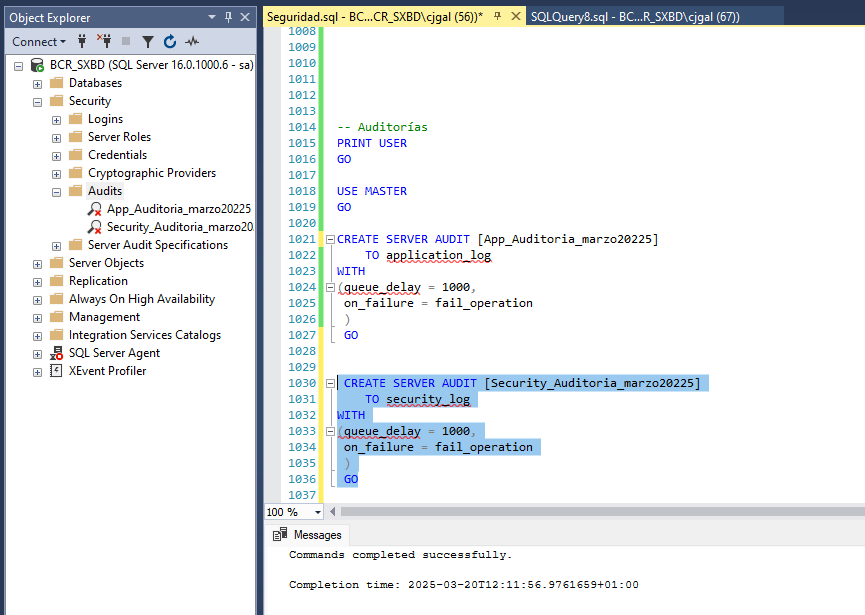 Object Explorer
Connect
BCR_SXBD (SQL Server 16.0.1000.6 - sa)
Databases
Security
Logins
Server Roles
Credentials
Cryptographic Providers
Audits
App_Auditoria_marzo20225
Security_Auditoria_marzo20
Server Audit Specifications
Server Objects
Replication
Always On High Availability
Management
Integration Services Catalogs
SQL Server Agent
XEvent Profiler
Seguridad.sql - BC...CR_SXBD\cjgal (56))* SQLQuery8.sql - BC...R_SXBD\cjgal (67))
1008
1009
1010
1011
1012
1013
1014 -- Auditorías
1015 PRINT USER
1016 GO
1017
1018 USE MASTER
1019 GO
1020
1021 CREATE SERVER AUDIT [App_Auditoria_marzo20225]
1022 TO application_log
1023 WITH
1024 (queue_delay = 1000,
1025 on_failure = fail_operation
1026 )
1027 GO
1028
1029
1030 CREATE SERVER AUDIT [Security_Auditoria_marzo20225]
1031 TO security_log
1032 WITH
1033 (queue_delay = 1000,
1034 on_failure = fail_operation
1035 )
1036 GO
1037
100 %
Messages
Commands completed successfully.
Completion time: 2025-03-20T12:11:56.9761659+01:00